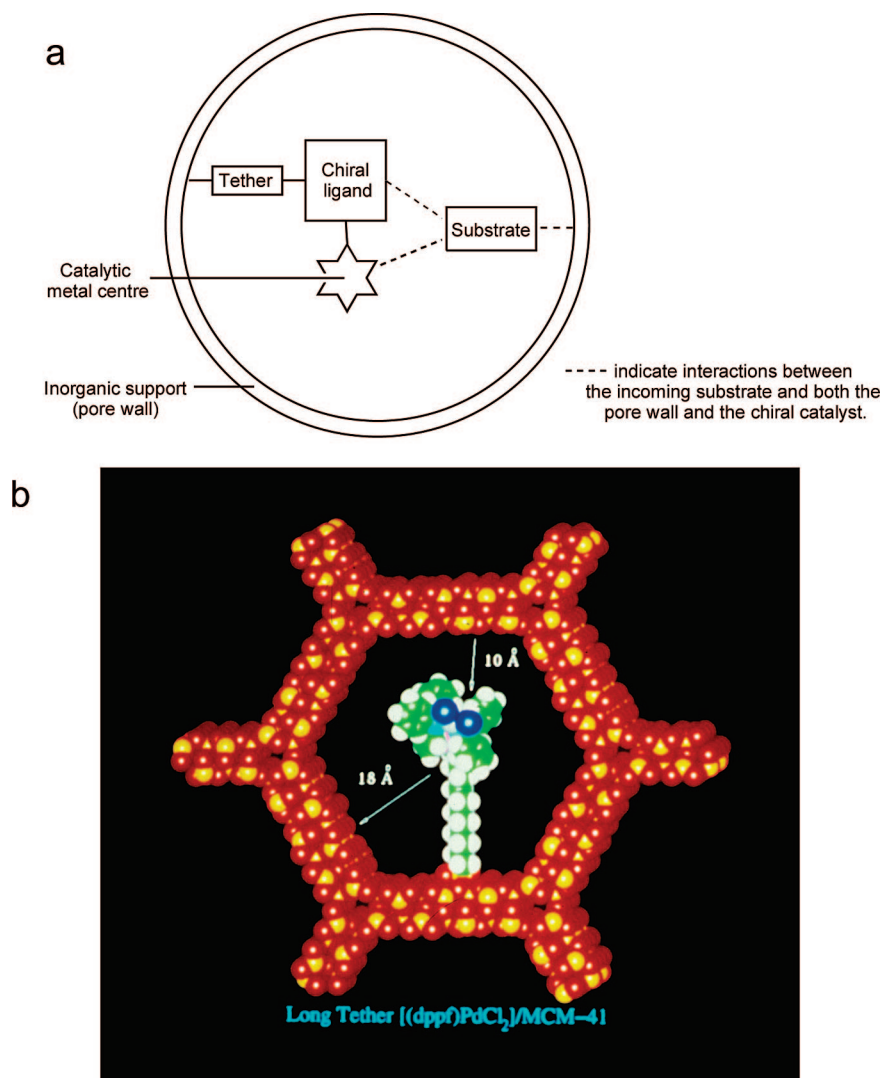 a
Tether
Chiral
ligand
Substrate
Catalytic
metal centre
Inorganic support
(pore wall)
indicate interactions between
the incoming substrate and both the
pore wall and the chiral catalyst.
b
10 Å
18 Å
Long Tether [(dppf)PdCl₂]/MCM-41